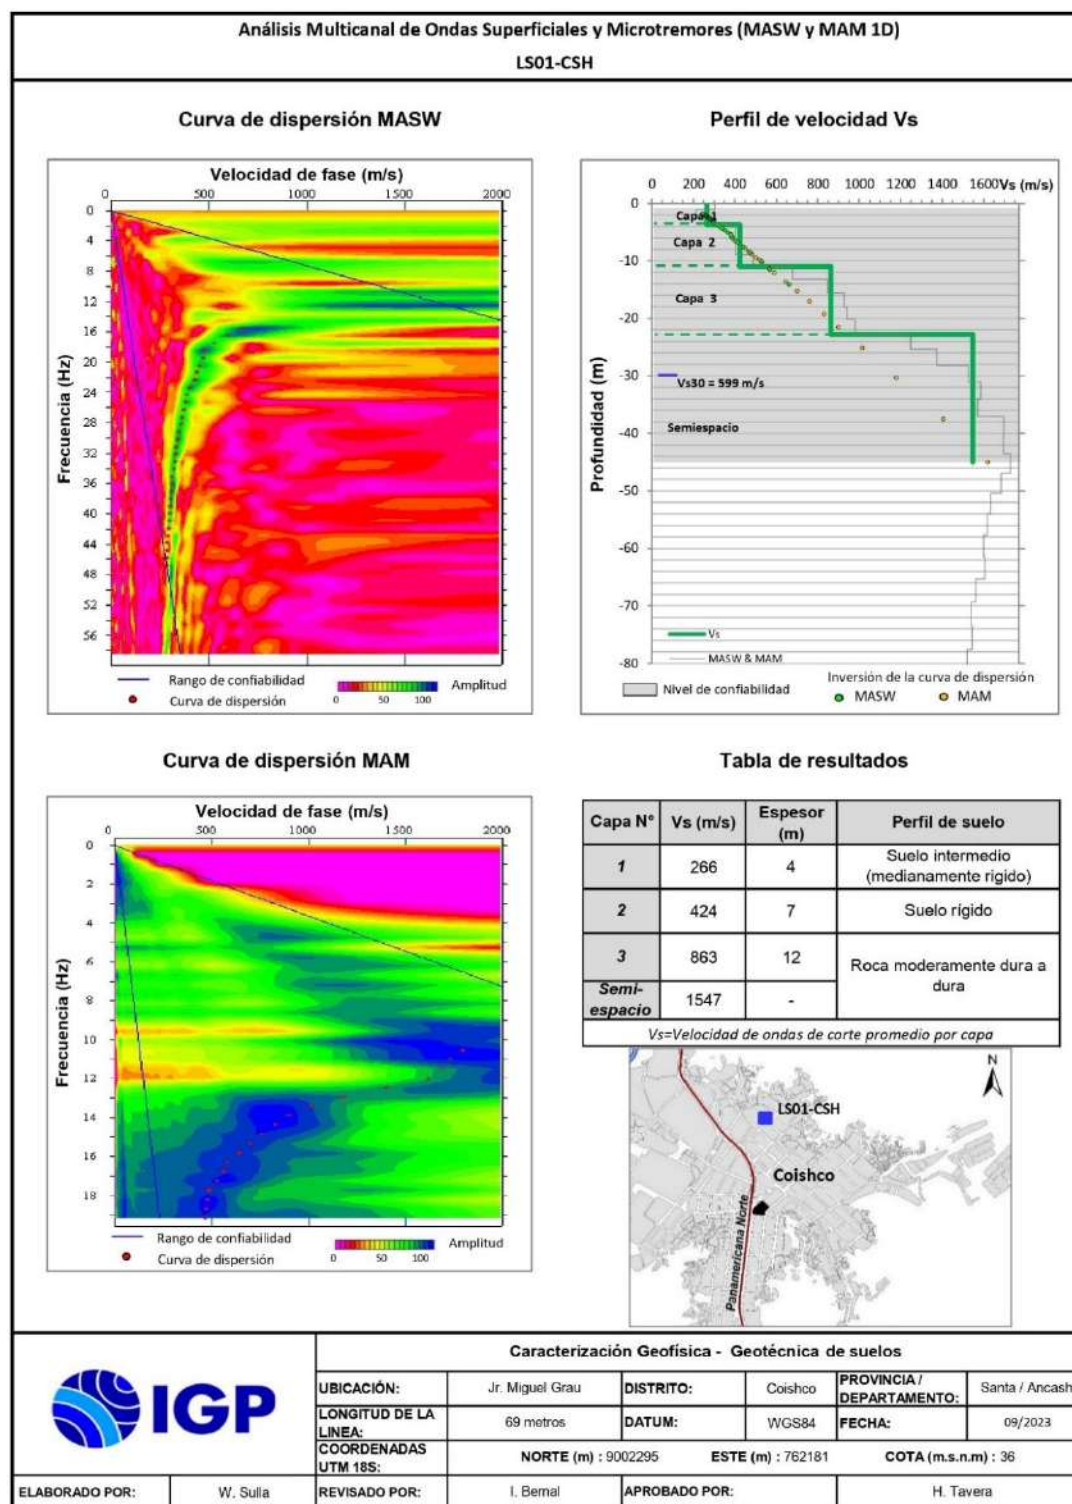 Análisis Multicanal de Ondas Superficiales y Microtremores (MASW y MAM 1D)
LS01-CSH
Curva de dispersión MASW
Velocidad de fase (m/s)
0 500 1000 1500 2000
Frecuencia (Hz)
0
4
8
12
16
20
24
28
32
36
40
44
48
52
56
Rango de confiabilidad
Curva de dispersión
Amplitud
0 50 100
Perfil de velocidad Vs
0 200 400 600 800 1000 1200 1400 1600 Vs (m/s)
Profundidad (m)
0
-10
-20
-30
-40
-50
-60
-70
-80
Capa 1
Capa 2
Capa 3
Vs30 = 599 m/s
Semiespacio
Vs
MASW & MAM
Nivel de confiabilidad
Inversión de la curva de dispersión
MASW MAM
Curva de dispersión MAM
Velocidad de fase (m/s)
0 500 1000 1500 2000
Frecuencia (Hz)
0
2
4
6
8
10
12
14
16
18
Rango de confiabilidad
Curva de dispersión
Amplitud
0 50 100
Tabla de resultados
Capa N° Vs (m/s) Espesor (m) Perfil de suelo
1 266 4 Suelo intermedio (medianamente rigido)
2 424 7 Suelo rígido
3 863 12 Roca moderamente dura a dura
Semi-espacio 1547 -
Vs=Velocidad de ondas de corte promedio por capa
N
LS01-CSH
Coishco
Panamericana Norte
IGP
Caracterización Geofísica - Geotécnica de suelos
UBICACIÓN: Jr. Miguel Grau DISTRITO: Coishco PROVINCIA / DEPARTAMENTO: Santa / Ancash
LONGITUD DE LA LINEA: 69 metros DATUM: WGS84 FECHA: 09/2023
COORDENADAS UTM 18S: NORTE (m) : 9002295 ESTE (m) : 762181 COTA (m.s.n.m) : 36
ELABORADO POR: W. Sulla REVISADO POR: I. Bernal APROBADO POR: H. Tavera